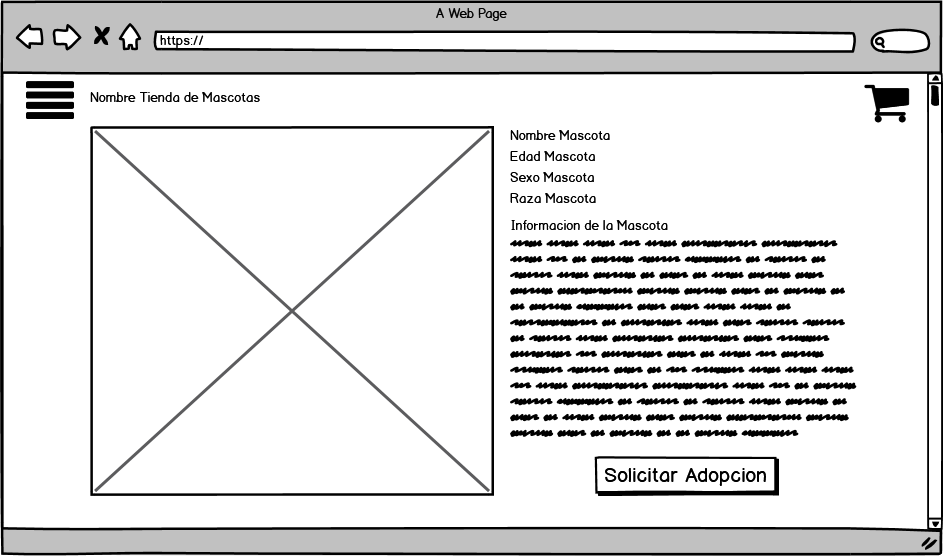 A Web Page
https://
Nombre Tienda de Mascotas
Nombre Mascota
Edad Mascota
Sexo Mascota
Raza Mascota
Informacion de la Mascota
Solicitar Adopcion